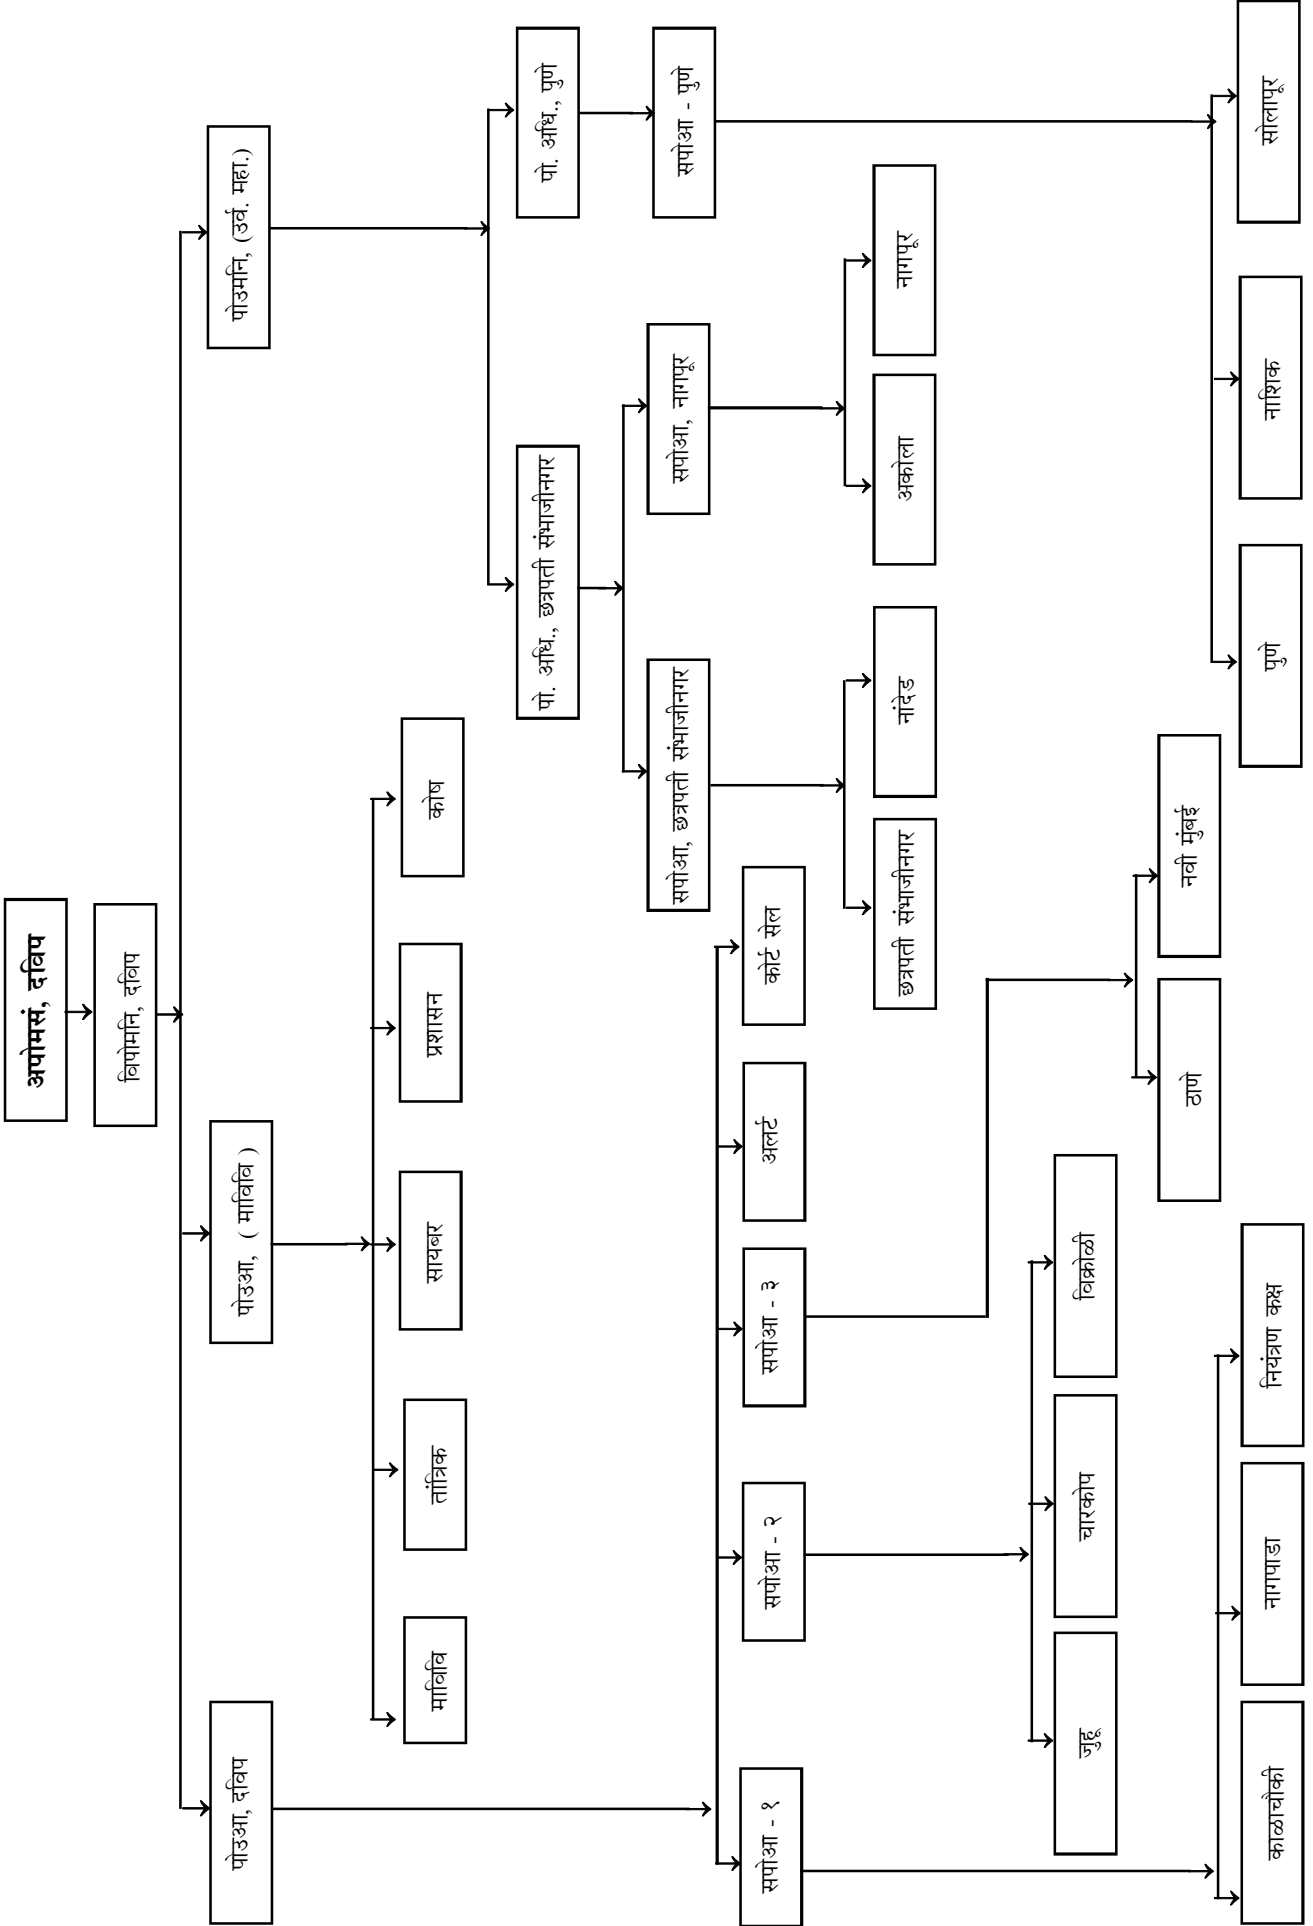 अपोमसं, दविप
विपोमनि, दविप
पोउआ, दविप
पोउआ, ( माविवि )
पोउमनि, (उर्व. महा.)
माविवि
तांत्रिक
सायबर
प्रशासन
कोष
पो. अधि., छत्रपती संभाजीनगर
पो. अधि., पुणे
सपोआ, छत्रपती संभाजीनगर
सपोआ, नागपूर
सपोआ - पुणे
सपोआ - १
सपोआ - २
सपोआ - ३
अलर्ट
कोर्ट सेल
छत्रपती संभाजीनगर
नांदेड
अकोला
नागपूर
जुहू
चारकोप
विक्रोळी
ठाणे
नवी मुंबई
काळाचौकी
नागपाडा
नियंत्रण कक्ष
पुणे
नाशिक
सोलापूर